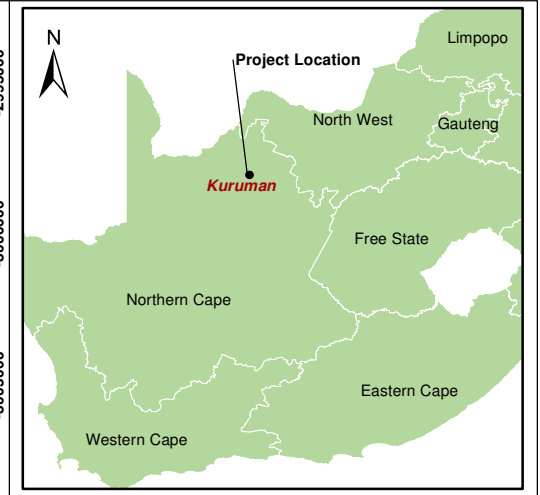 N
Limpopo
Project Location
North West
Gauteng
Kuruman
Free State
Northern Cape
Eastern Cape
Western Cape